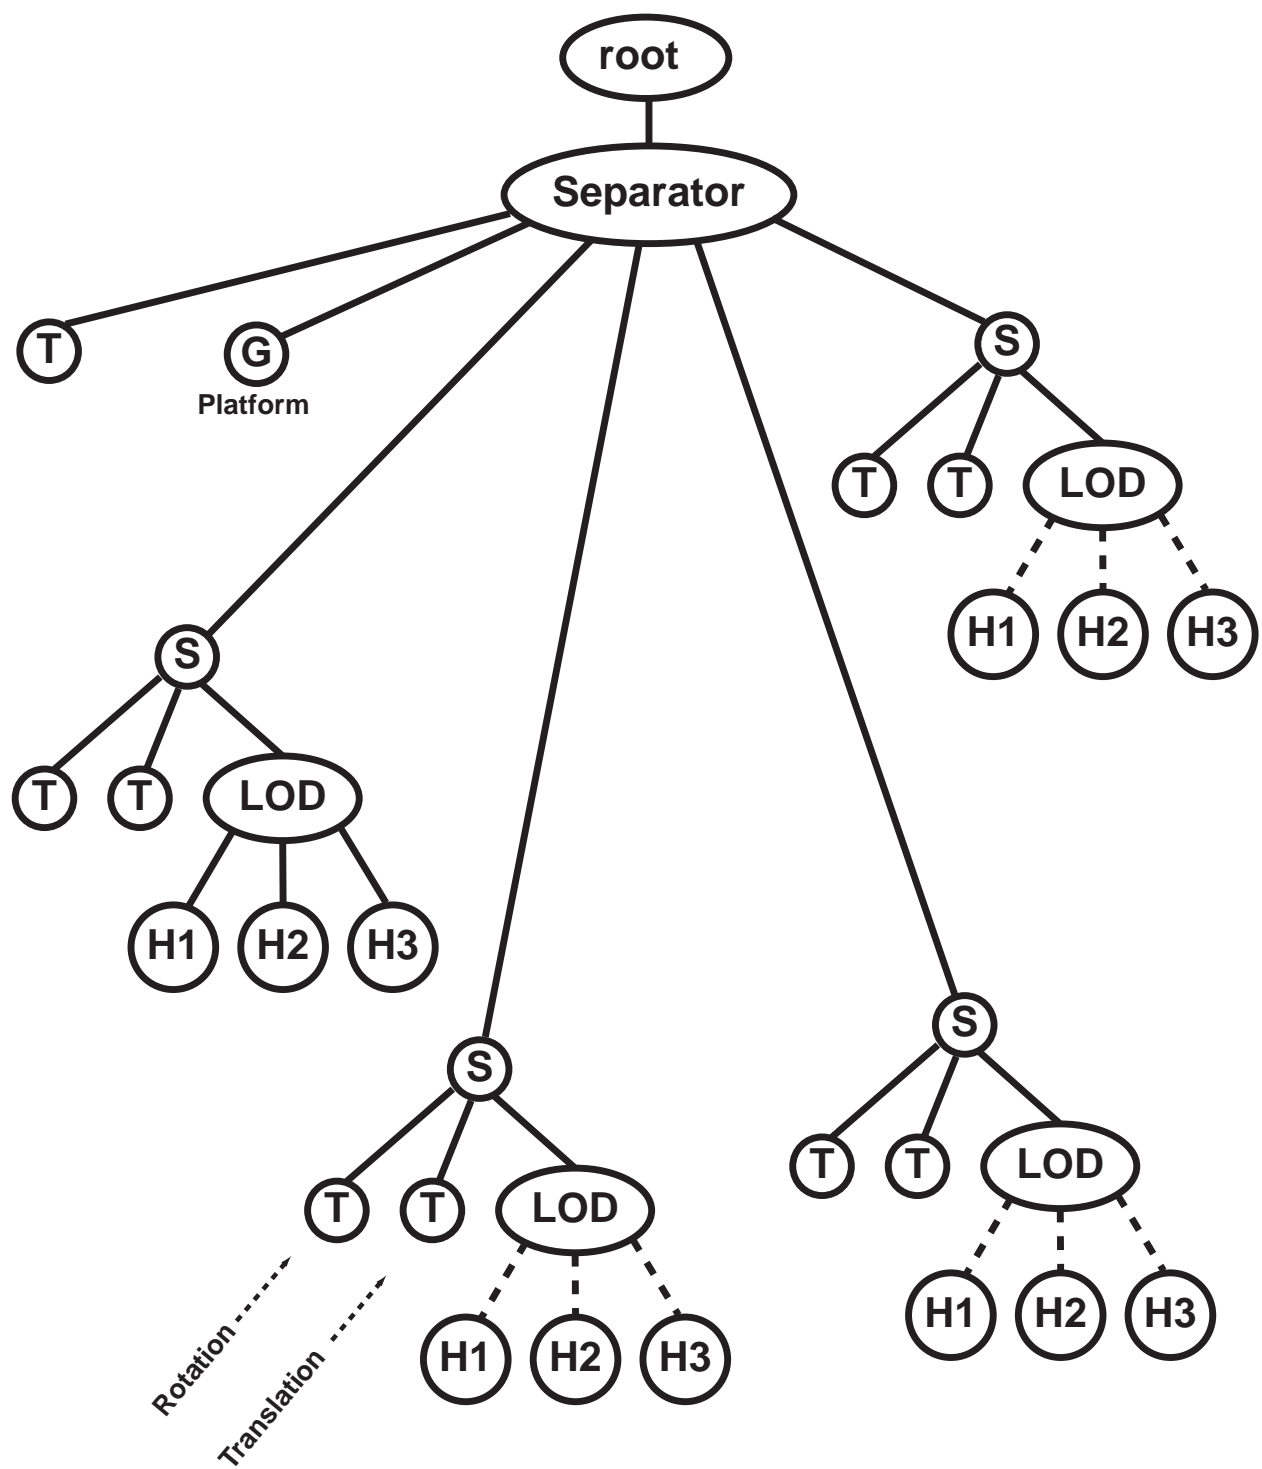 root
Separator
T
G
Platform
S
T
T
LOD
H1
H2
H3
S
T
T
LOD
H1
H2
H3
S
T
T
LOD
H1
H2
H3
Rotation
Translation
S
T
T
LOD
H1
H2
H3